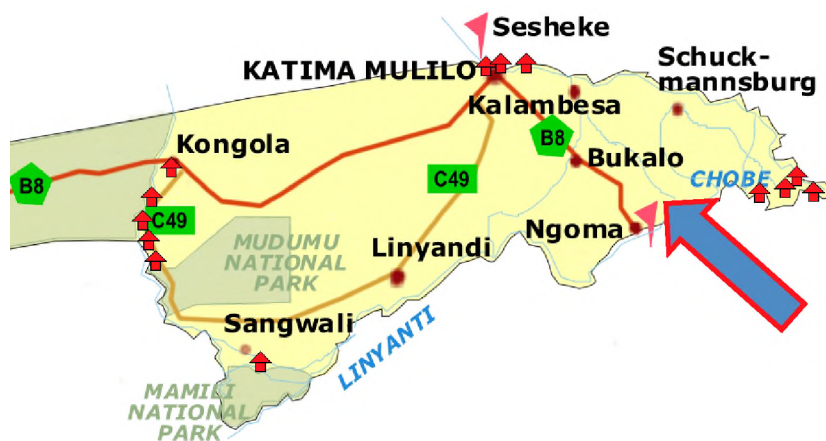 Sesheke
KATIMA MULILO
Schuck-
mannsburg
Kalambesa
Kongola
B8
B8
Bukalo
C49
CHOBE
C49
Ngoma
MUDUMU
NATIONAL
PARK
Linyandi
Sangwali
LINYANTI
MAMILI
NATIONAL
PARK